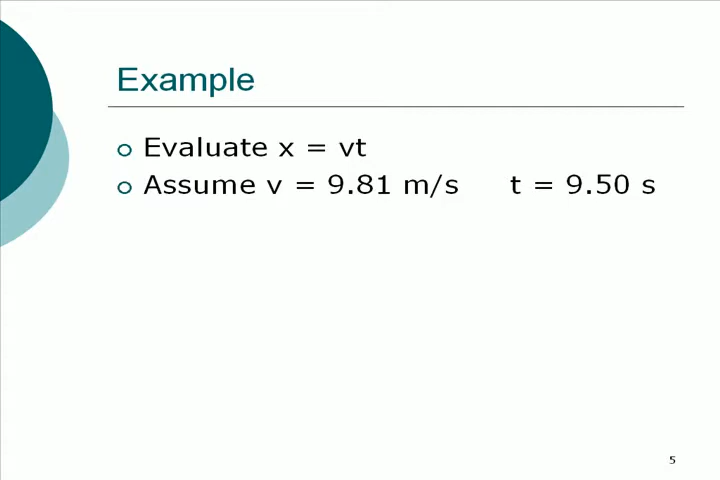 Example
Evaluate x = vt
Assume v = 9.81 m/s t = 9.50 s
5